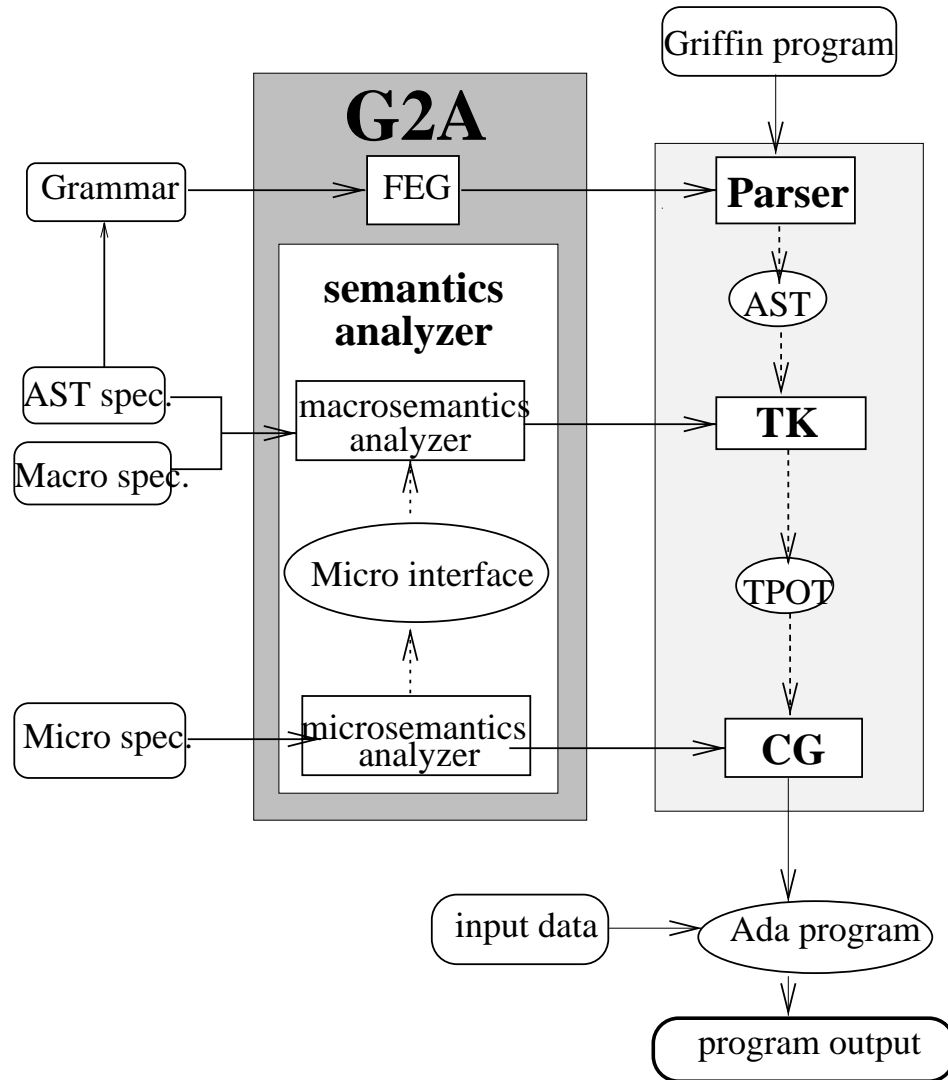 Griffin program
G2A
Grammar
FEG
Parser
semantics
analyzer
AST
AST spec.
macrosemantics
analyzer
TK
Macro spec.
Micro interface
TPOT
Micro spec.
microsemantics
analyzer
CG
input data
Ada program
program output